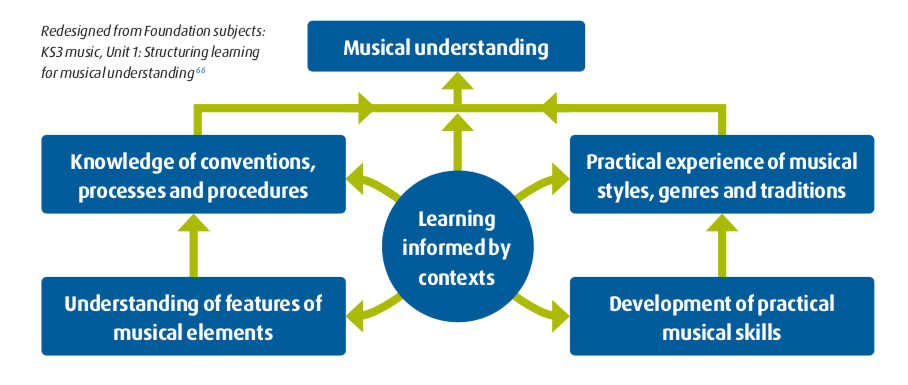 Redesigned from Foundation subjects:
KS3 music, Unit 1: Structuring learning
for musical understanding⁶⁶
Musical understanding
Knowledge of conventions,
processes and procedures
Practical experience of musical
styles, genres and traditions
Learning
informed by
contexts
Understanding of features of
musical elements
Development of practical
musical skills